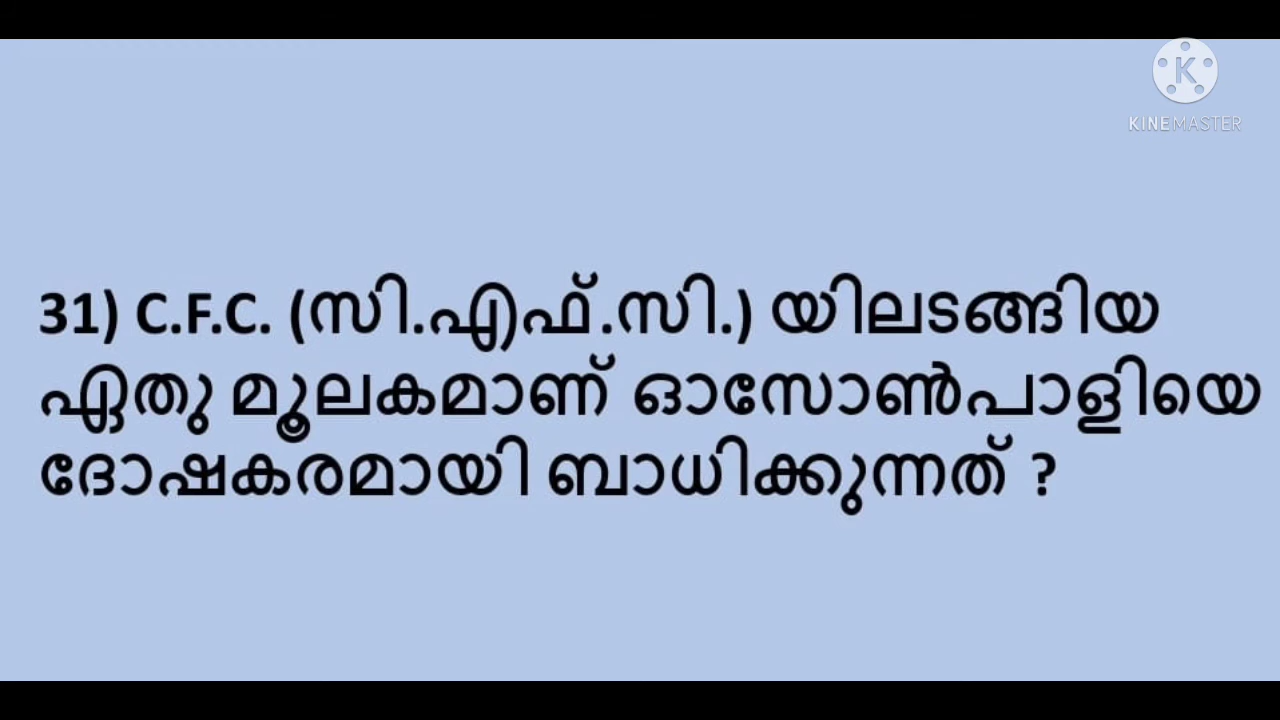 K
KINEMASTER
31) C.F.C. (സി.എഫ്.സി.) യിലടങ്ങിയ
ഏതു മൂലകമാണ് ഓസോൺപാളിയെ
ദോഷകരമായി ബാധിക്കുന്നത് ?